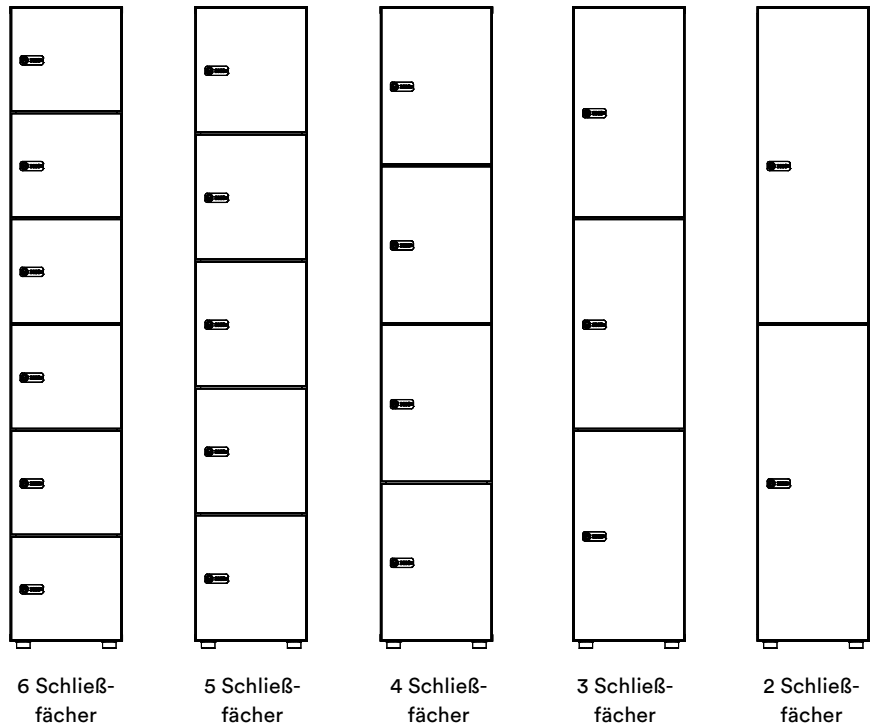 6 Schließ-
fächer
5 Schließ-
fächer
4 Schließ-
fächer
3 Schließ-
fächer
2 Schließ-
fächer